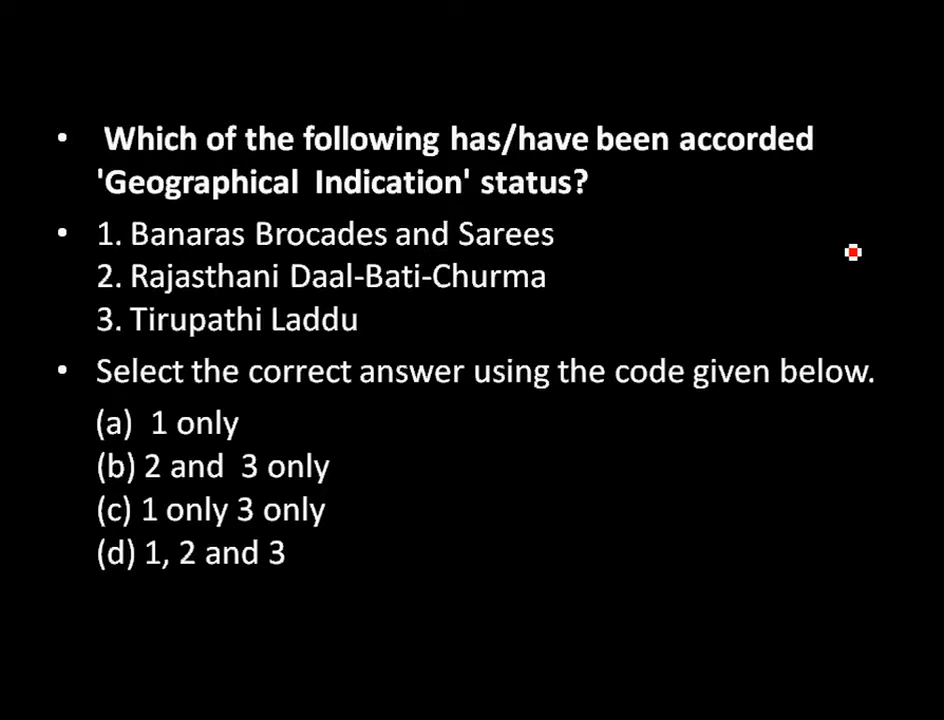 • Which of the following has/have been accorded
'Geographical Indication' status?
• 1. Banaras Brocades and Sarees
2. Rajasthani Daal-Bati-Churma
3. Tirupathi Laddu
• Select the correct answer using the code given below.
(a) 1 only
(b) 2 and 3 only
(c) 1 only 3 only
(d) 1, 2 and 3